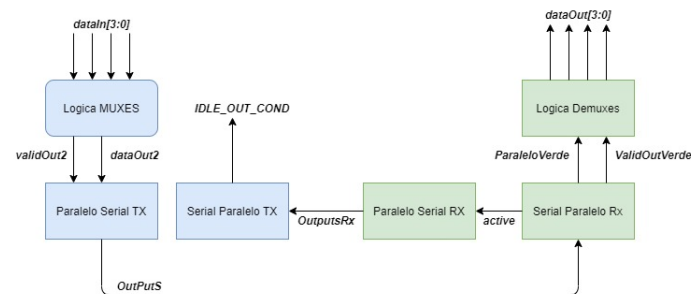 dataIn[3:0]
dataOut[3:0]
Logica MUXES
IDLE_OUT_COND
Logica Demuxes
validOut2
dataOut2
ParaleloVerde
ValidOutVerde
Paralelo Serial TX
Serial Paralelo TX
OutputsRx
Paralelo Serial RX
active
Serial Paralelo Rx
OutPutS